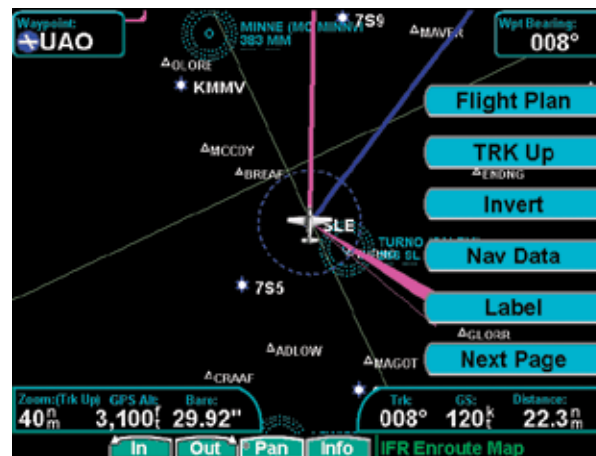 Waypoint:
UAO
MINNE (MC MINNV)
383 MM
7S9
MAVER
Wpt Bearing:
008°
OLORE
KMMV
Flight Plan
MCCOY
TRK Up
BREAF
ENDNG
Invert
SLE
TURNO
SL
Nav Data
7S5
Label
GLORR
ADLOW
MAGOT
Next Page
CRAAF
Zoom:(Trk Up) GPS Alt: Baro:
40nm 3,100ft 29.92"
Trk: GS: Distance:
008° 120kt 22.3nm
In Out Pan Info IFR Enroute Map